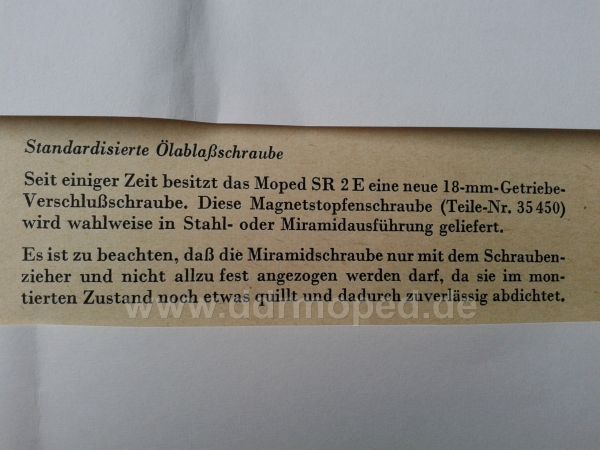 Standardisierte Ölablaßschraube
Seit einiger Zeit besitzt das Moped SR 2 E eine neue 18-mm-Getriebe-
Verschlußschraube. Diese Magnetstopfenschraube (Teile-Nr. 35 450)
wird wahlweise in Stahl- oder Miramidausführung geliefert.
Es ist zu beachten, daß die Miramidschraube nur mit dem Schrauben-
zieher und nicht allzu fest angezogen werden darf, da sie im mon-
tierten Zustand noch etwas quillt und dadurch zuverlässig abdichtet.
www.ddrmoped.de